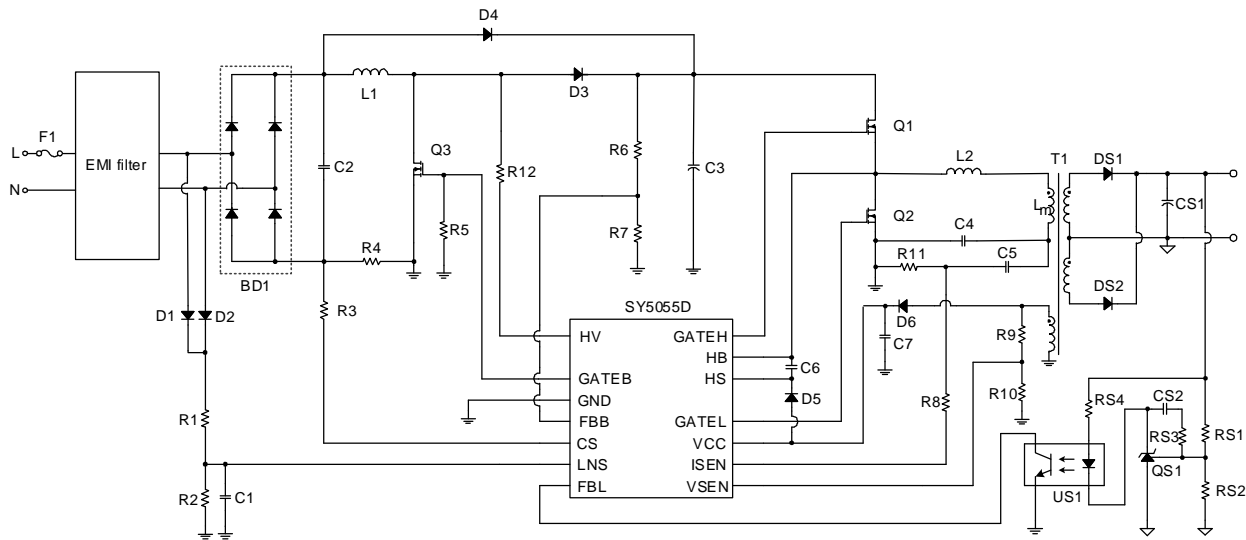 D4
L1
D3
F1
L
EMI filter
N
BD1
C2
Q3
R12
R6
C3
Q1
L2
T1
DS1
Lm
CS1
Q2
R5
R7
R4
C4
R11
C5
DS2
D1
D2
R3
SY5055D
D6
C7
R9
HV
GATEH
HB
C6
GATEB
HS
R8
R10
GND
D5
RS4
CS2
R1
FBB
GATEL
CS
VCC
RS3
RS1
LNS
ISEN
QS1
R2
C1
FBL
VSEN
US1
RS2